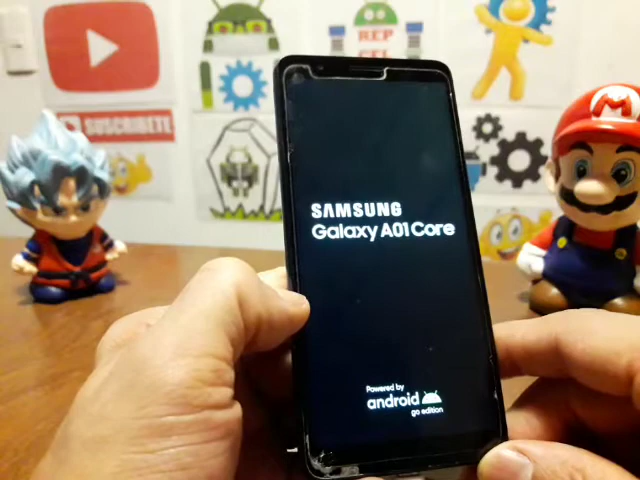 REP
CEL
SUSCRIBETE
M
SAMSUNG
Galaxy A01 Core
Powered by
android
go edition